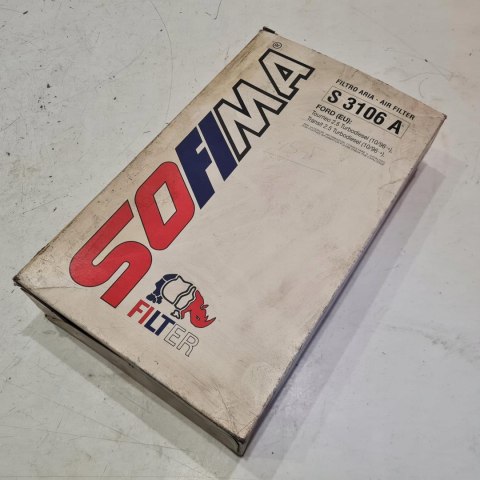 SOFIMA
®
FILTER
FILTRO ARIA - AIR FILTER
S 3106 A
FORD (EU):
Tourneo 2.5 Turbodiesel (10/96→).
Transit 2.5 Turbodiesel (10/96→).